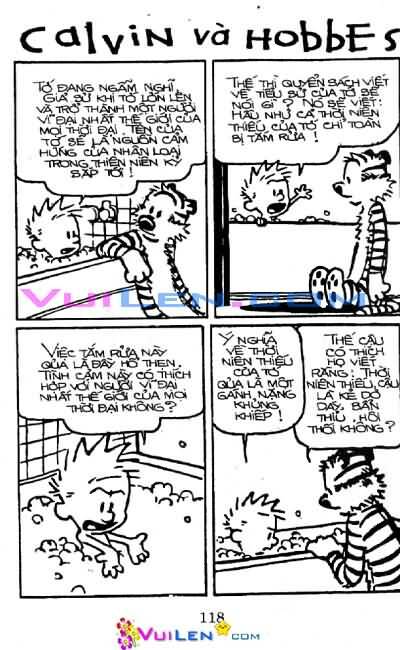 Calvin và Hobbes
TỚ ĐANG NGẪM NGHĨ
GIẢ SỬ KHI TỚ LỚN LÊN
VÀ TRỞ THÀNH MỘT NGƯỜI
VĨ ĐẠI NHẤT THẾ GIỚI CỦA
MỌI THỜI ĐẠI. TÊN CỦA
TỚ SẼ LÀ NGUỒN CẢM
HỨNG CỦA NHÂN LOẠI
TRONG THIÊN NIÊN KỶ
SẮP TỚI!
THẾ THÌ QUYỂN SÁCH VIẾT
VỀ TIỂU SỬ CỦA TỚ SẼ
NÓI GÌ? NÓ SẼ VIẾT:
HẦU NHƯ CẢ THỜI NIÊN
THIẾU CỦA TỚ CHỈ TOÀN
BỊ TẮM RỬA!
VIỆC TẮM RỬA NÀY
QUẢ LÀ ĐẦY HỔ THẸN.
TÌNH CẢM NÀY CÓ THÍCH
HỢP VỚI NGƯỜI VĨ ĐẠI
NHẤT THẾ GIỚI CỦA MỌI
THỜI ĐẠI KHÔNG?
Ý NGHĨA
VỀ THỜI
NIÊN THIẾU
CỦA TỚ
QUẢ LÀ MỘT
GÁNH NẶNG
KHỦNG
KHIẾP!
THẾ CẬU
CÓ THÍCH
HỌ VIẾT
RẰNG: THỜI
NIÊN THIẾU, CẬU
LÀ KẺ DƠ
DÁY, BẨN
THỈU, HÔI
THỐI KHÔNG?
VUILEN.COM
118
VUILEN.COM